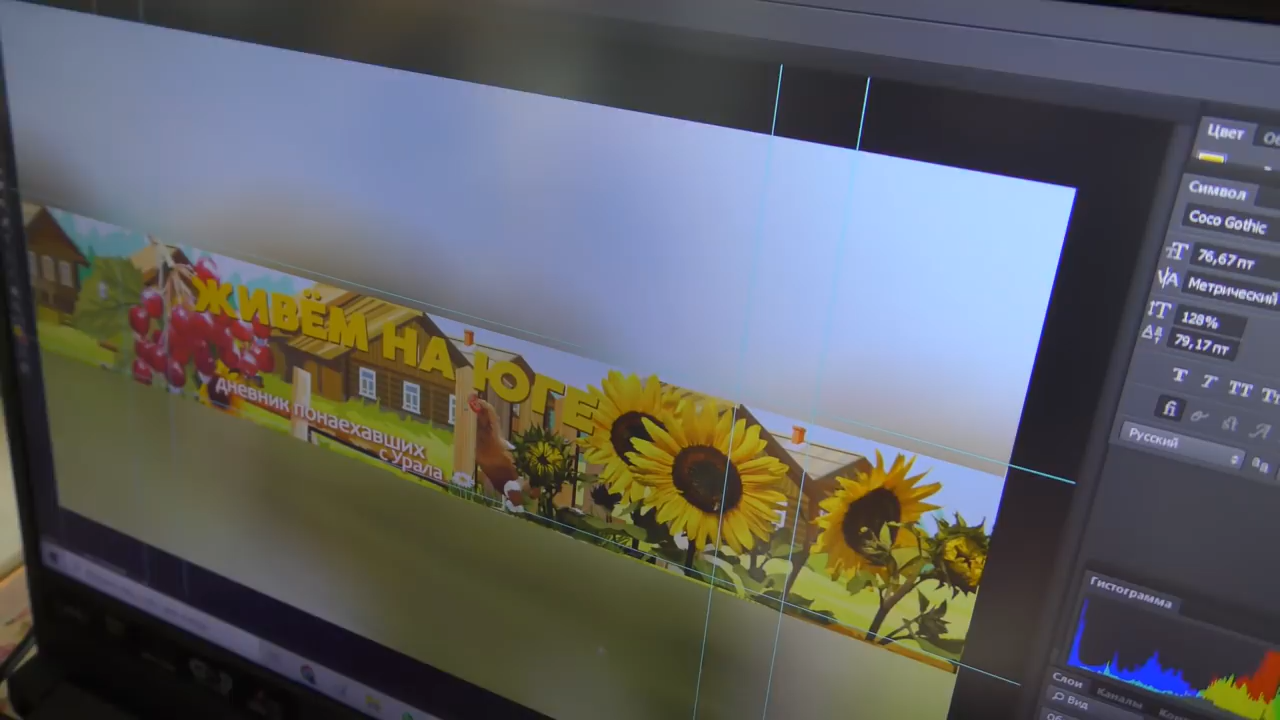 ЖИВЁМ НА ЮГЕ
дневник понаехавших
с Урала
Цвет
Символ
Coco Gothic
76,67 пт
Метрический
128%
79,17 пт
Русский
Гистограмма
Слои
Каналы
Вид